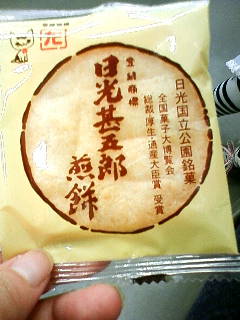 登録商標
日光甚五郎
煎餅
日光国立公園銘菓
全国菓子大博覧会
総裁・厚生・通産大臣賞 受賞